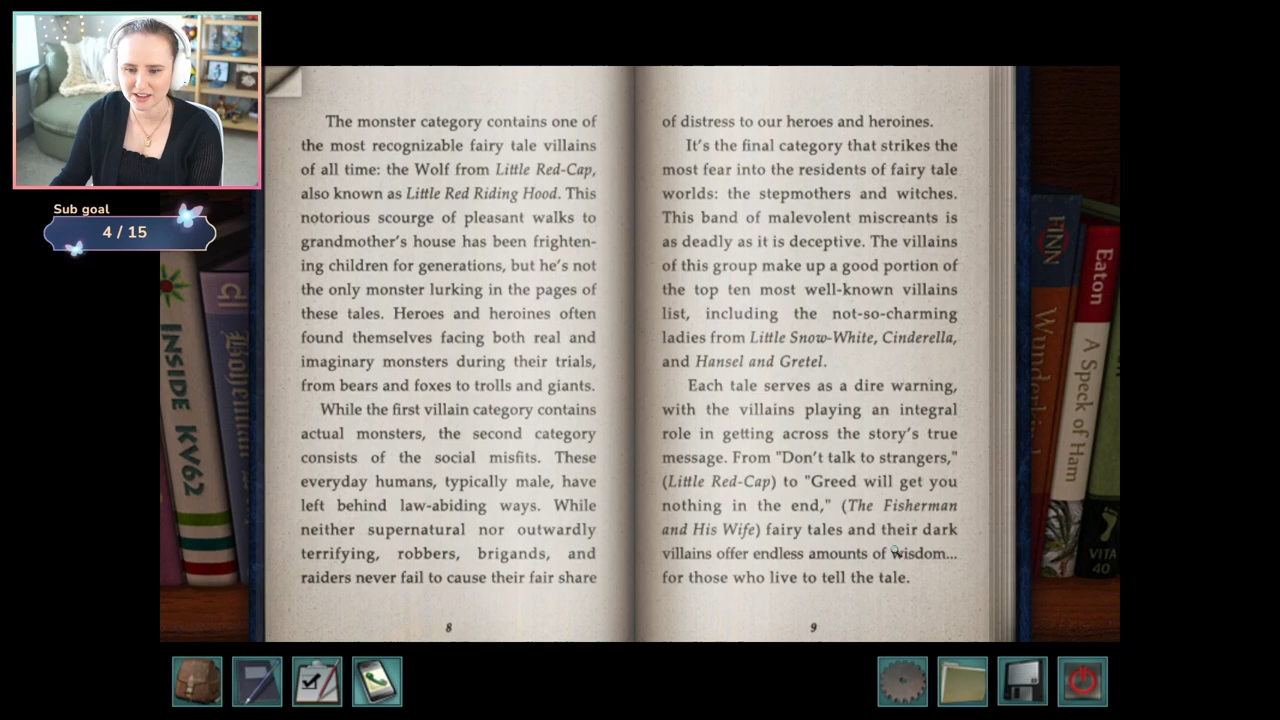 Sub goal
4 / 15
The monster category contains one of
the most recognizable fairy tale villains
of all time: the Wolf from Little Red-Cap,
also known as Little Red Riding Hood. This
notorious scourge of pleasant walks to
grandmother's house has been frighten-
ing children for generations, but he's not
the only monster lurking in the pages of
these tales. Heroes and heroines often
found themselves facing both real and
imaginary monsters during their trials,
from bears and foxes to trolls and giants.
While the first villain category contains
actual monsters, the second category
consists of the social misfits. These
everyday humans, typically male, have
left behind law-abiding ways. While
neither supernatural nor outwardly
terrifying, robbers, brigands, and
raiders never fail to cause their fair share
8
of distress to our heroes and heroines.
It's the final category that strikes the
most fear into the residents of fairy tale
worlds: the stepmothers and witches.
This band of malevolent miscreants is
as deadly as it is deceptive. The villains
of this group make up a good portion of
the top ten most well-known villains
list, including the not-so-charming
ladies from Little Snow-White, Cinderella,
and Hansel and Gretel.
Each tale serves as a dire warning,
with the villains playing an integral
role in getting across the story's true
message. From "Don't talk to strangers,"
(Little Red-Cap) to "Greed will get you
nothing in the end," (The Fisherman
and His Wife) fairy tales and their dark
villains offer endless amounts of wisdom...
for those who live to tell the tale.
9
INSIDE KV62
FINN
Eaton
A Speck of Ham
VITA
40